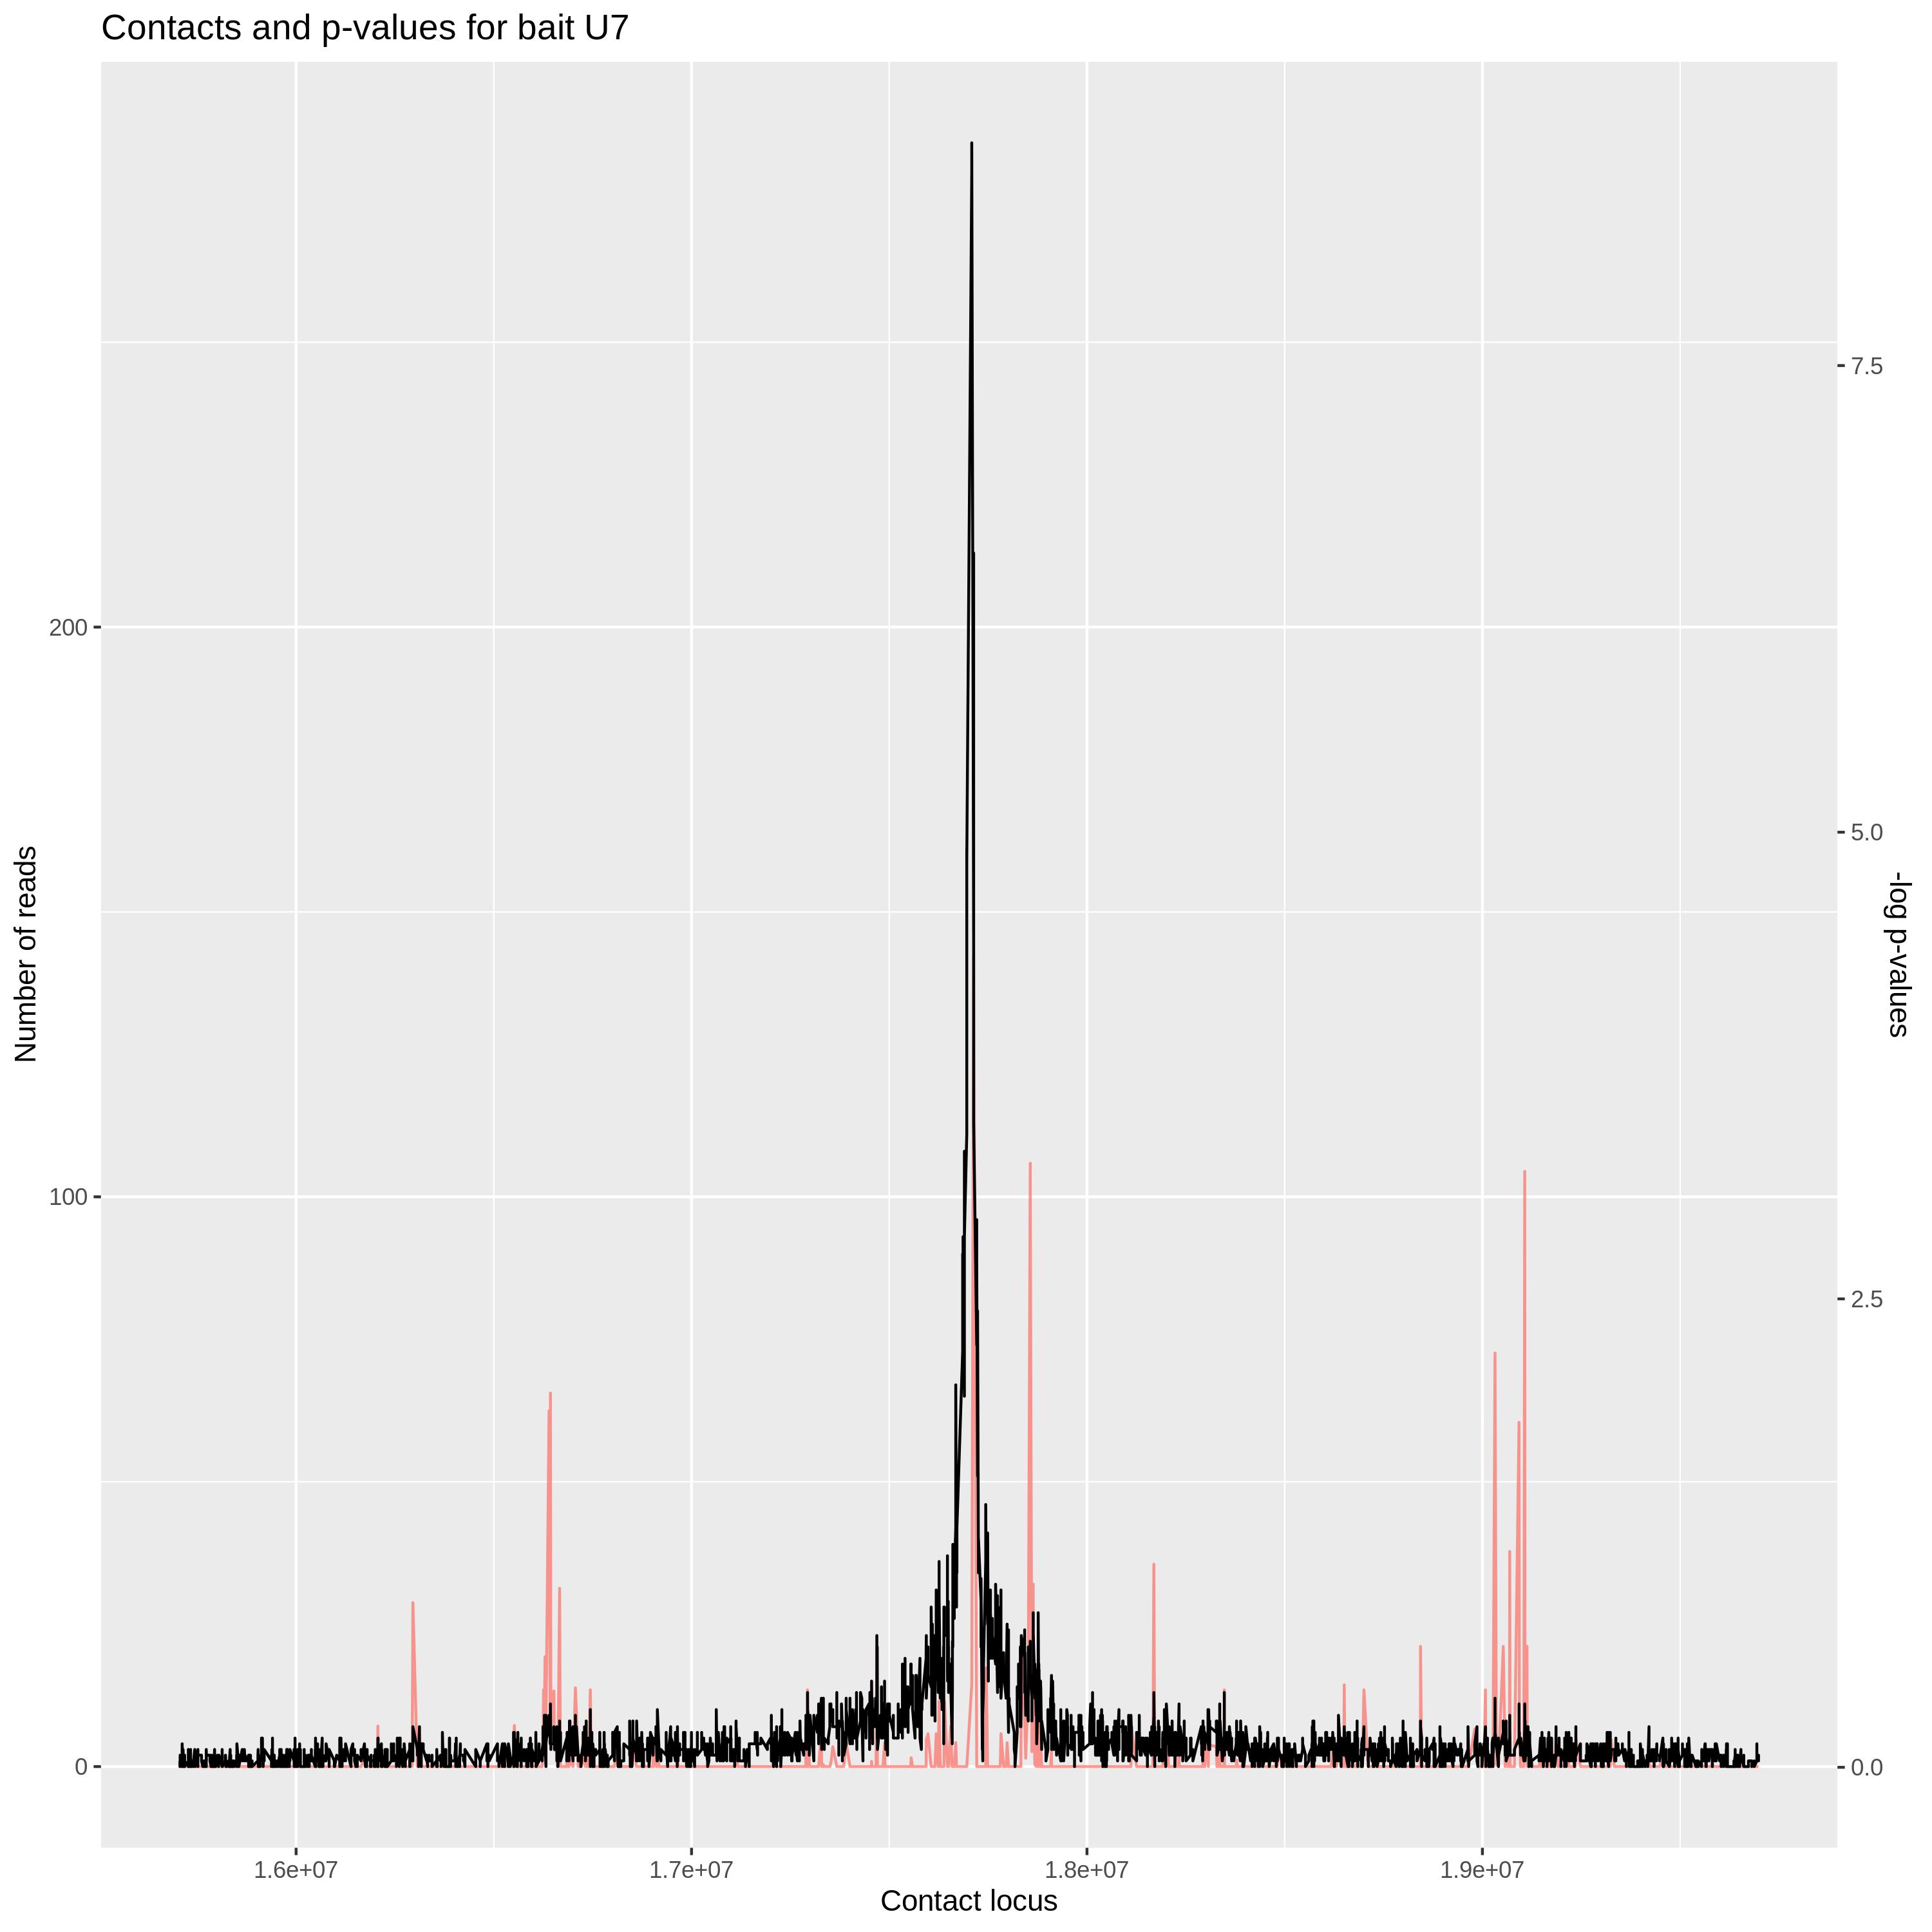 Contacts and p-values for bait U7
Number of reads
200
100
0
7.5
5.0
2.5
0.0
-log p-values
1.6e+07
1.7e+07
1.8e+07
1.9e+07
Contact locus